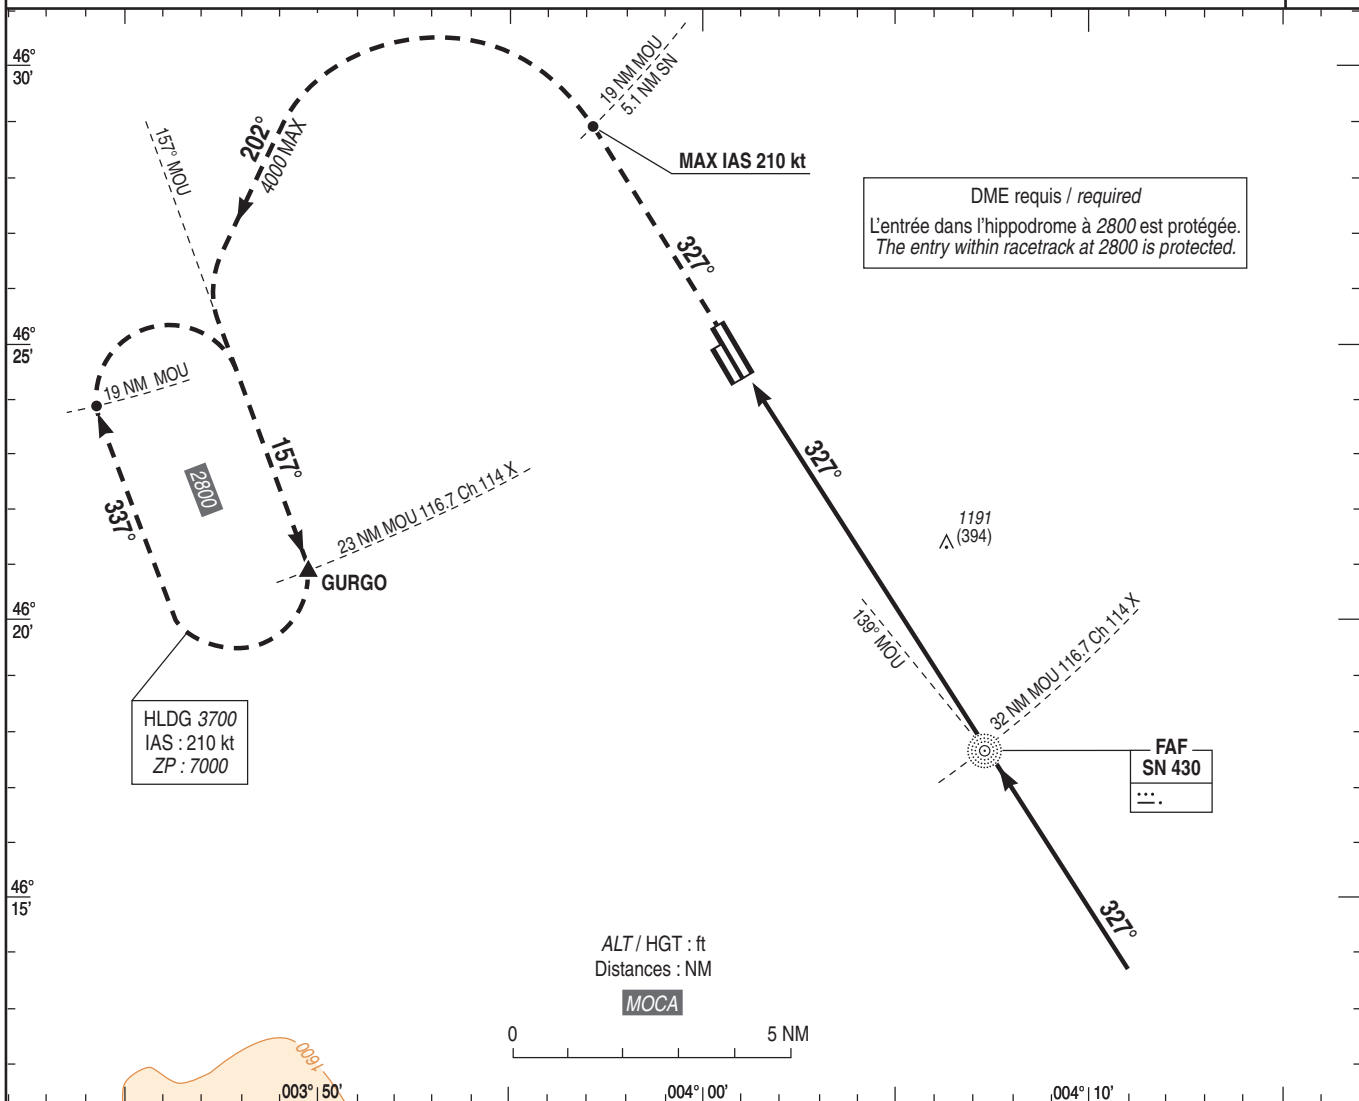 46°
30'
19 NM MOU
5.1 NM SN
202°
4000 MAX
157° MOU
MAX IAS 210 kt
DME requis / required
L'entrée dans l'hippodrome à 2800 est protégée.
The entry within racetrack at 2800 is protected.
327°
46°
25'
19 NM MOU
157°
2800
337°
327°
23 NM MOU 116.7 Ch 114 X
GURGO
1191
(394)
46°
20'
139° MOU
32 NM MOU 116.7 Ch 114 X
HLDG 3700
IAS : 210 kt
ZP : 7000
FAF
SN 430
46°
15'
327°
ALT / HGT : ft
Distances : NM
MOCA
0 5 NM
1600
003° 50' 004° 00' 004° 10'